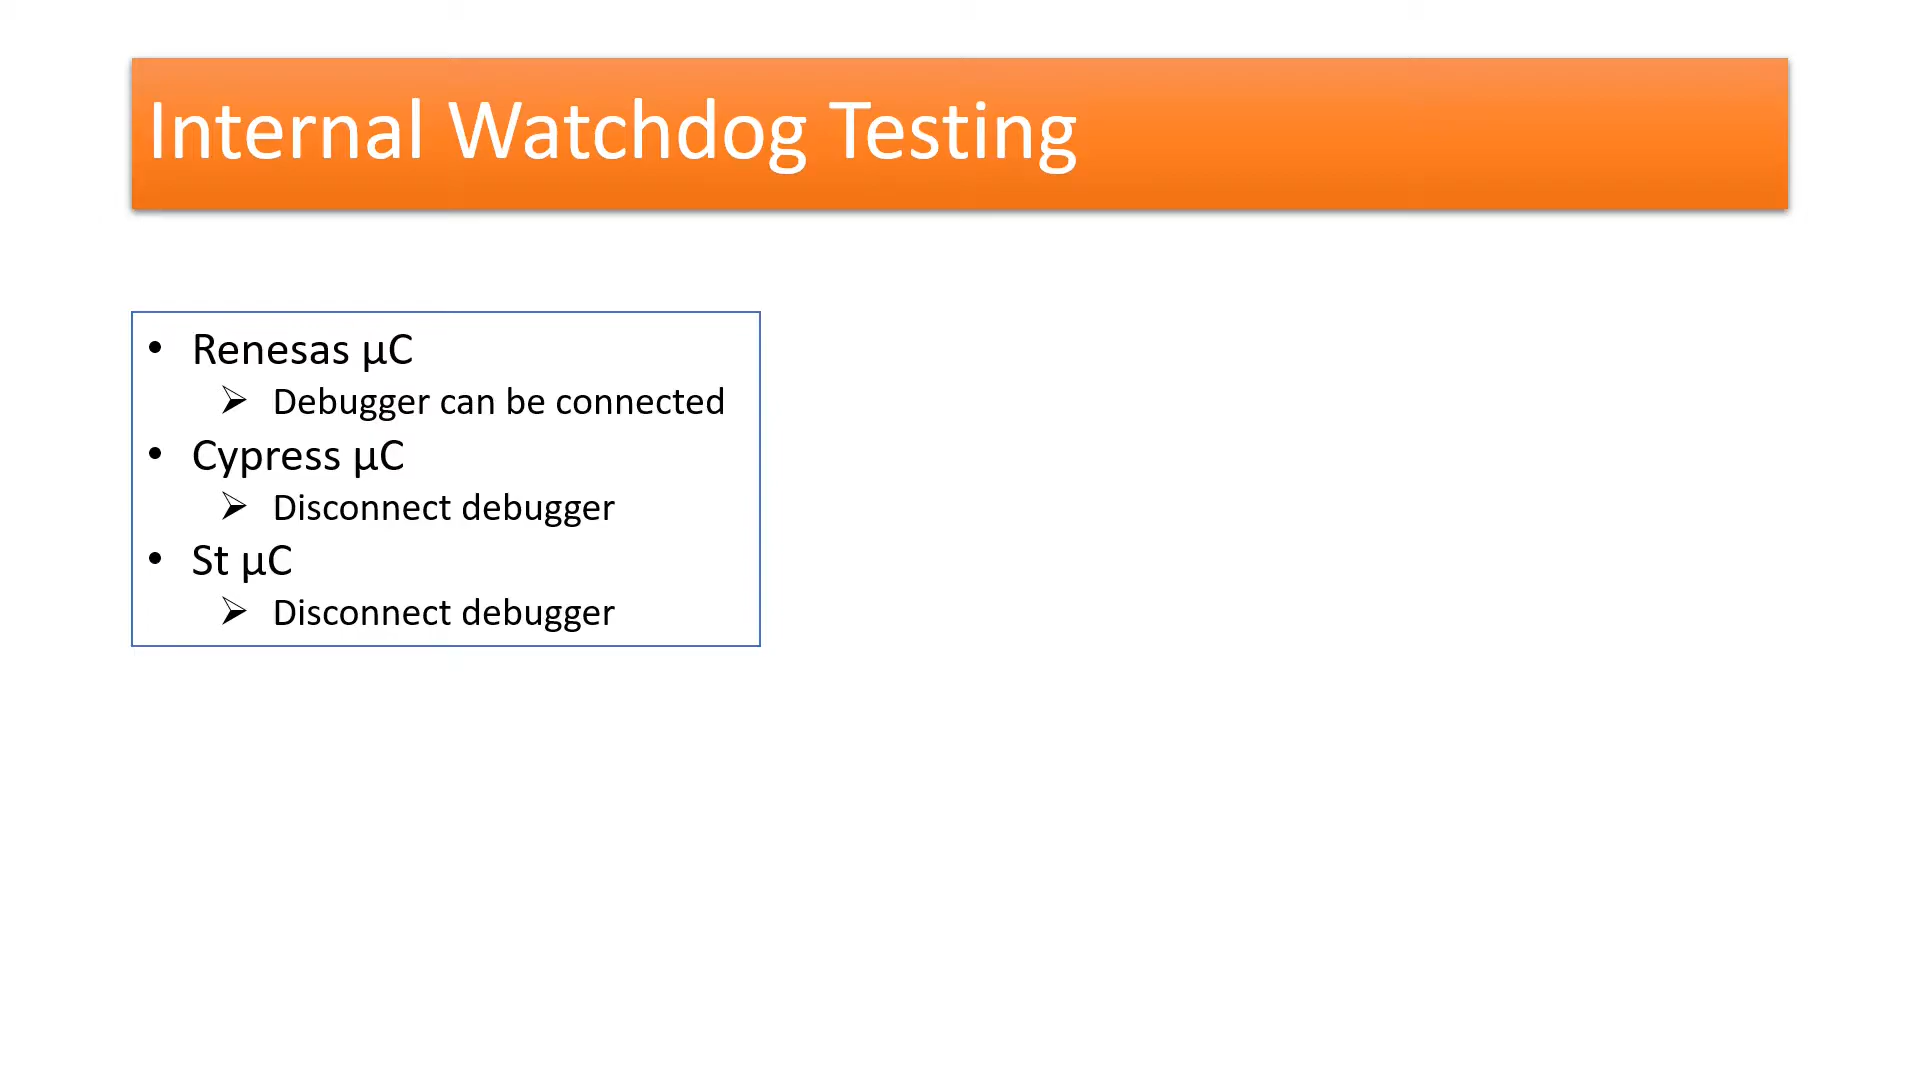 Internal Watchdog Testing
• Renesas µC
➢ Debugger can be connected
• Cypress µC
➢ Disconnect debugger
• St µC
➢ Disconnect debugger